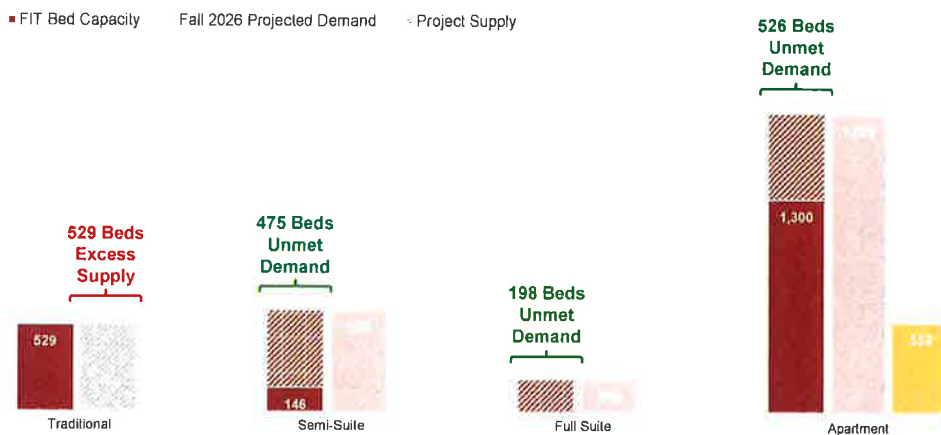 FIT Bed Capacity Fall 2026 Projected Demand Project Supply
526 Beds
Unmet
Demand
1,300
475 Beds
Unmet
Demand
529 Beds
Excess
Supply
198 Beds
Unmet
Demand
529
146
Traditional
Semi-Suite
Full Suite
Apartment